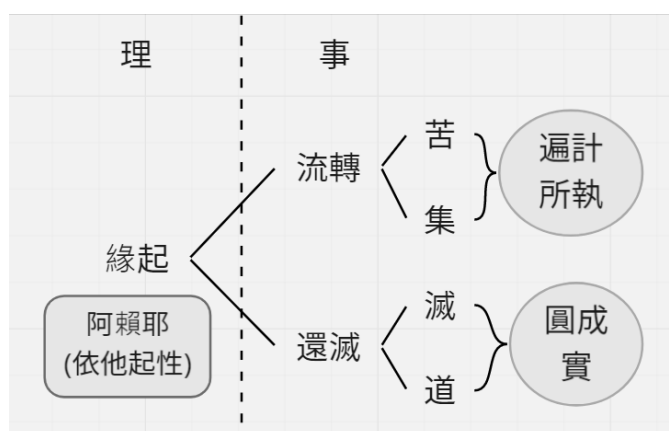 理
事
緣起
阿賴耶
(依他起性)
流轉
苦
集
遍計
所執
還滅
滅
道
圓成
實